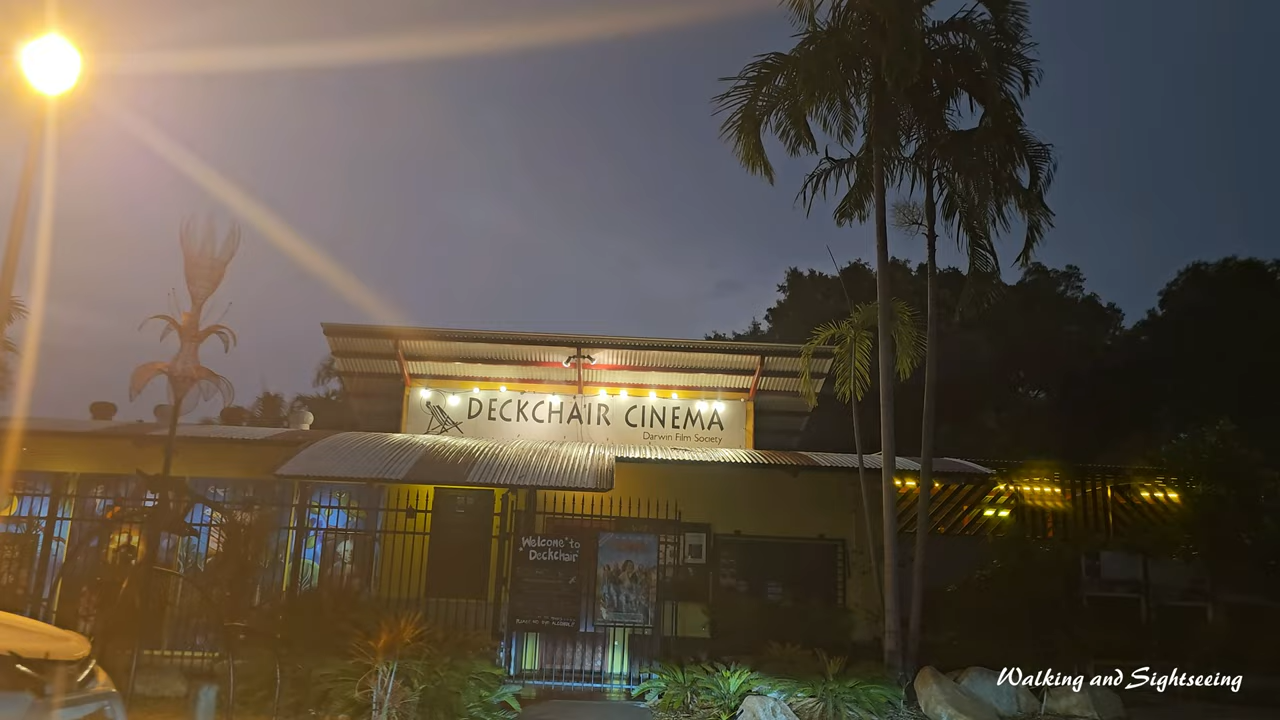 DECKCHAIR CINEMA
Darwin Film Society
Welcome to
Deckchair
Walking and Sightseeing